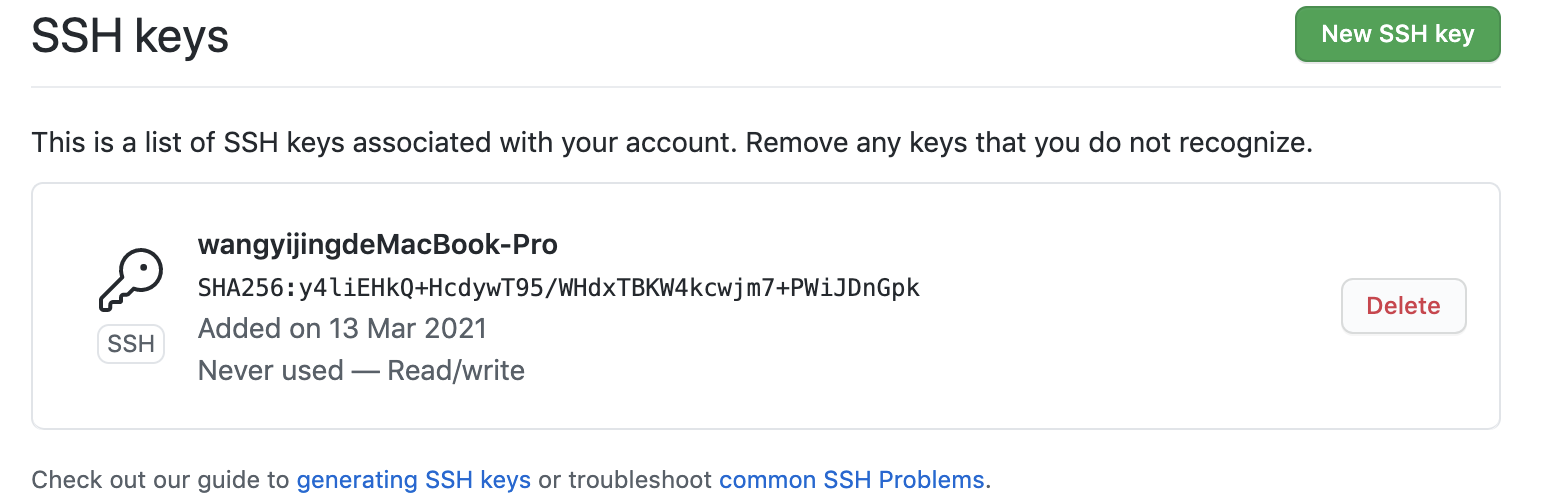 SSH keys
New SSH key
This is a list of SSH keys associated with your account. Remove any keys that you do not recognize.
wangyijingdeMacBook-Pro
SHA256:y4liEHkQ+HcdywT95/WHdxTBKW4kcwjm7+PWiJDnGpk
Added on 13 Mar 2021
Never used — Read/write
SSH
Delete
Check out our guide to generating SSH keys or troubleshoot common SSH Problems.